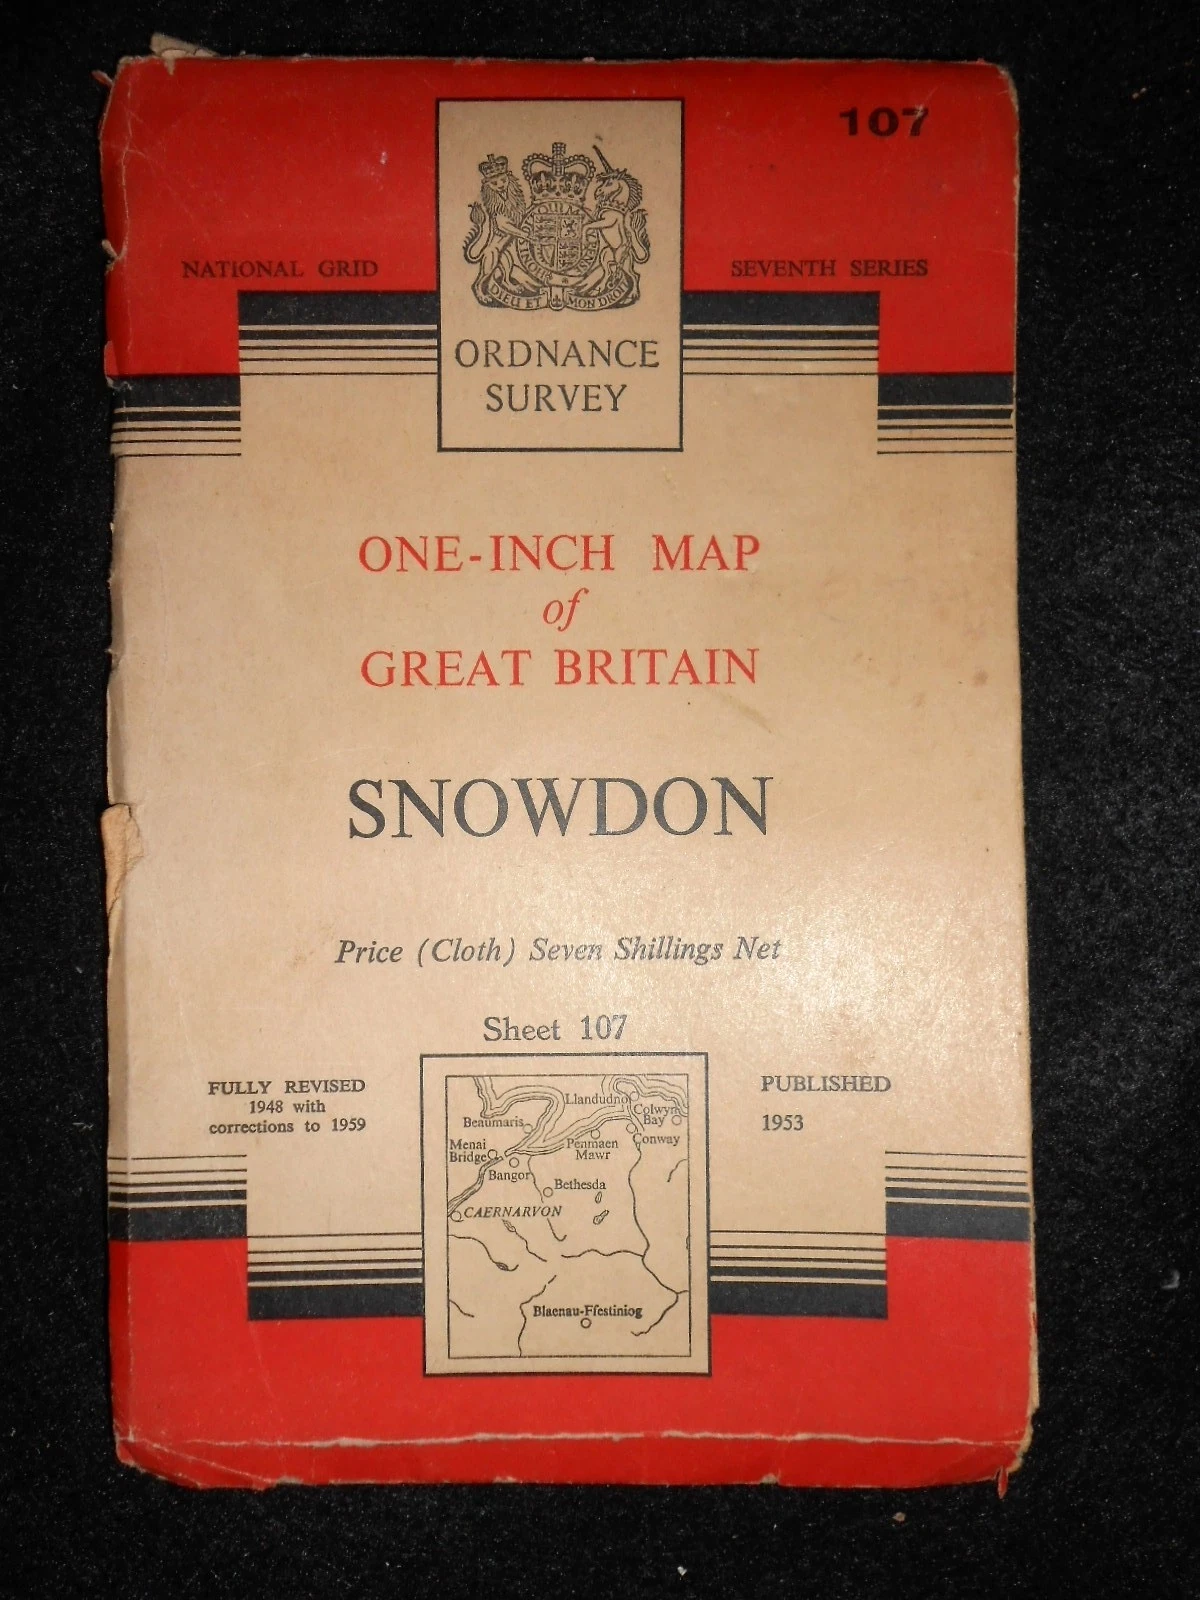 107
NATIONAL GRID
SEVENTH SERIES
DIEU ET MON DROIT
ORDNANCE
SURVEY
ONE-INCH MAP
of
GREAT BRITAIN
SNOWDON
Price (Cloth) Seven Shillings Net
Sheet 107
FULLY REVISED
1948 with
corrections to 1959
PUBLISHED
1953
Llandudno
Colwyn
Bay
Beaumaris
Conway
Menai
Bridge
Penmaen
Mawr
Bangor
Bethesda
CAERNARVON
Blaenau-Ffestiniog